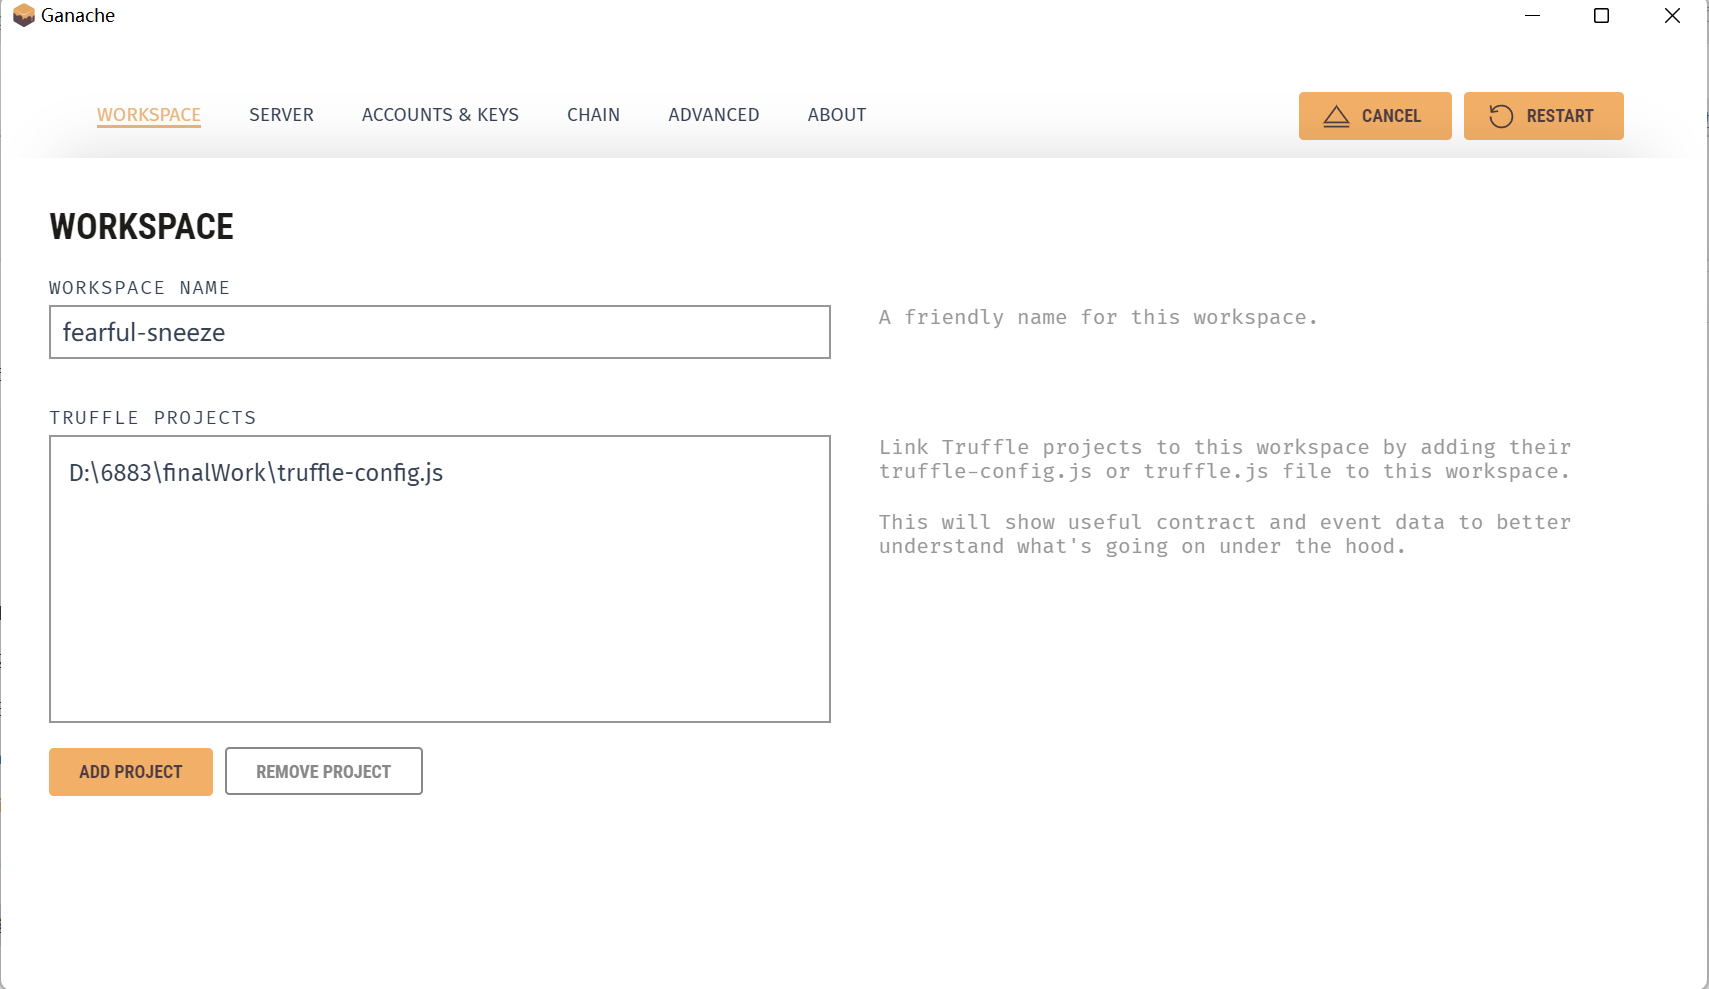 Ganache
WORKSPACE SERVER ACCOUNTS & KEYS CHAIN ADVANCED ABOUT CANCEL RESTART
WORKSPACE
WORKSPACE NAME
fearful-sneeze
A friendly name for this workspace.
TRUFFLE PROJECTS
D:\6883\finalWork\truffle-config.js
Link Truffle projects to this workspace by adding their
truffle-config.js or truffle.js file to this workspace.
This will show useful contract and event data to better
understand what's going on under the hood.
ADD PROJECT REMOVE PROJECT